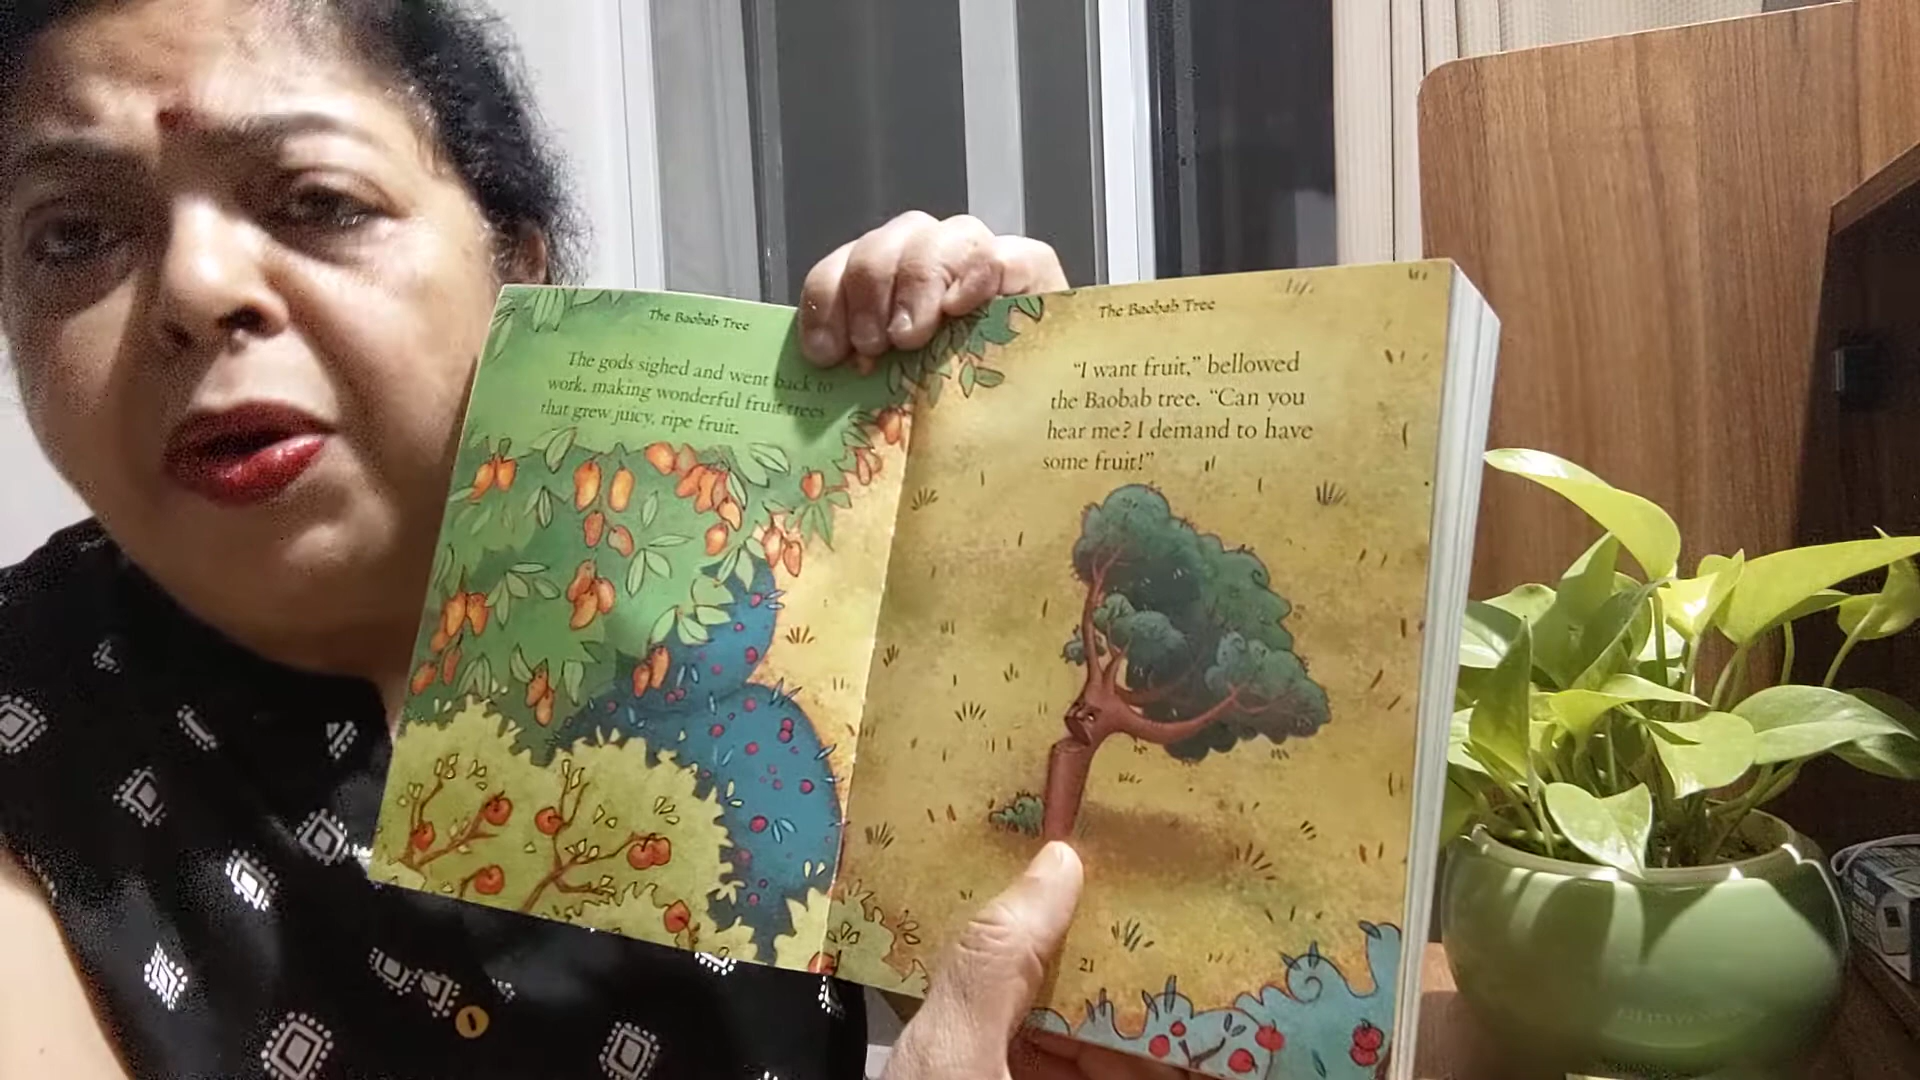 The Baobab Tree
The gods sighed and went back to
work, making wonderful fruit trees
that grew juicy, ripe fruit.
The Baobab Tree
“I want fruit,” bellowed
the Baobab tree. “Can you
hear me? I demand to have
some fruit!”
21